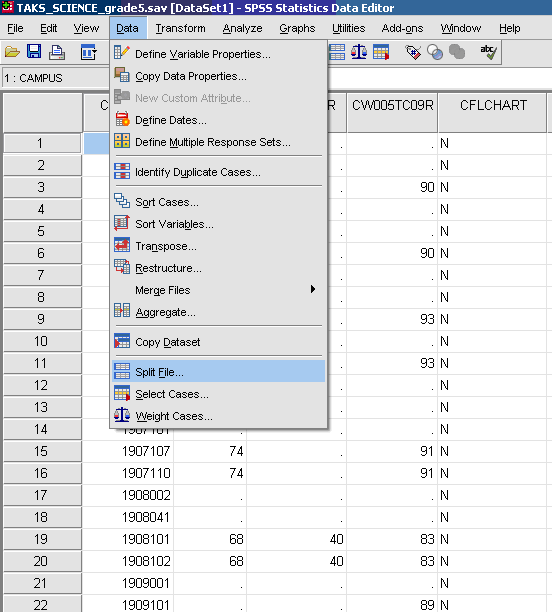 TAKS_SCIENCE_grade5.sav [DataSet1] - SPSS Statistics Data Editor
File Edit View Data Transform Analyze Graphs Utilities Add-ons Window Help
1 : CAMPUS
Define Variable Properties...
Copy Data Properties...
New Custom Attribute...
Define Dates...
Define Multiple Response Sets...
Identify Duplicate Cases...
Sort Cases...
Sort Variables...
Transpose...
Restructure...
Merge Files
Aggregate...
Copy Dataset
Split File...
Select Cases...
Weight Cases...
C R CW005TC09R CFLCHART
1 . . N
2 . . N
3 . 90 N
4 . . N
5 . . N
6 . 90 N
7 . . N
8 . . N
9 . 93 N
10 . . N
11 . 93 N
12 . . N
13 . . N
14 . . . N
15 1907107 74 . 91 N
16 1907110 74 . 91 N
17 1908002 . . . N
18 1908041 . . . N
19 1908101 68 40 83 N
20 1908102 68 40 83 N
21 1909001 . . . N
22 1909101 . . 89 N